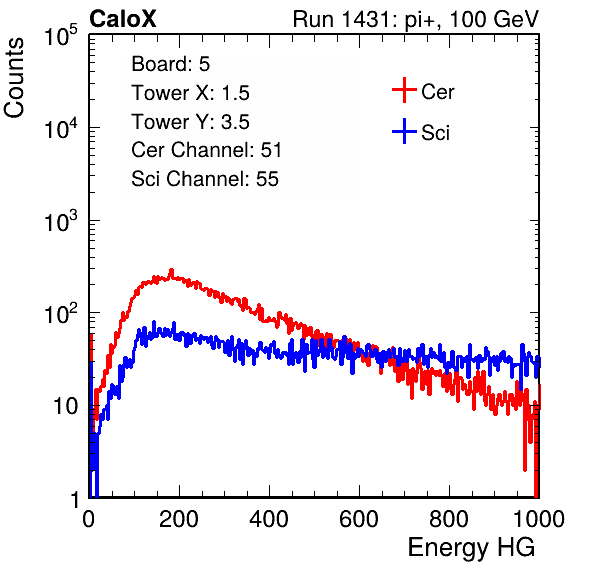 CaloX Run 1431: pi+, 100 GeV
Board: 5
Tower X: 1.5
Tower Y: 3.5
Cer Channel: 51
Sci Channel: 55
Cer
Sci
Counts
10^5
10^4
10^3
10^2
10
1
0 200 400 600 800 1000
Energy HG